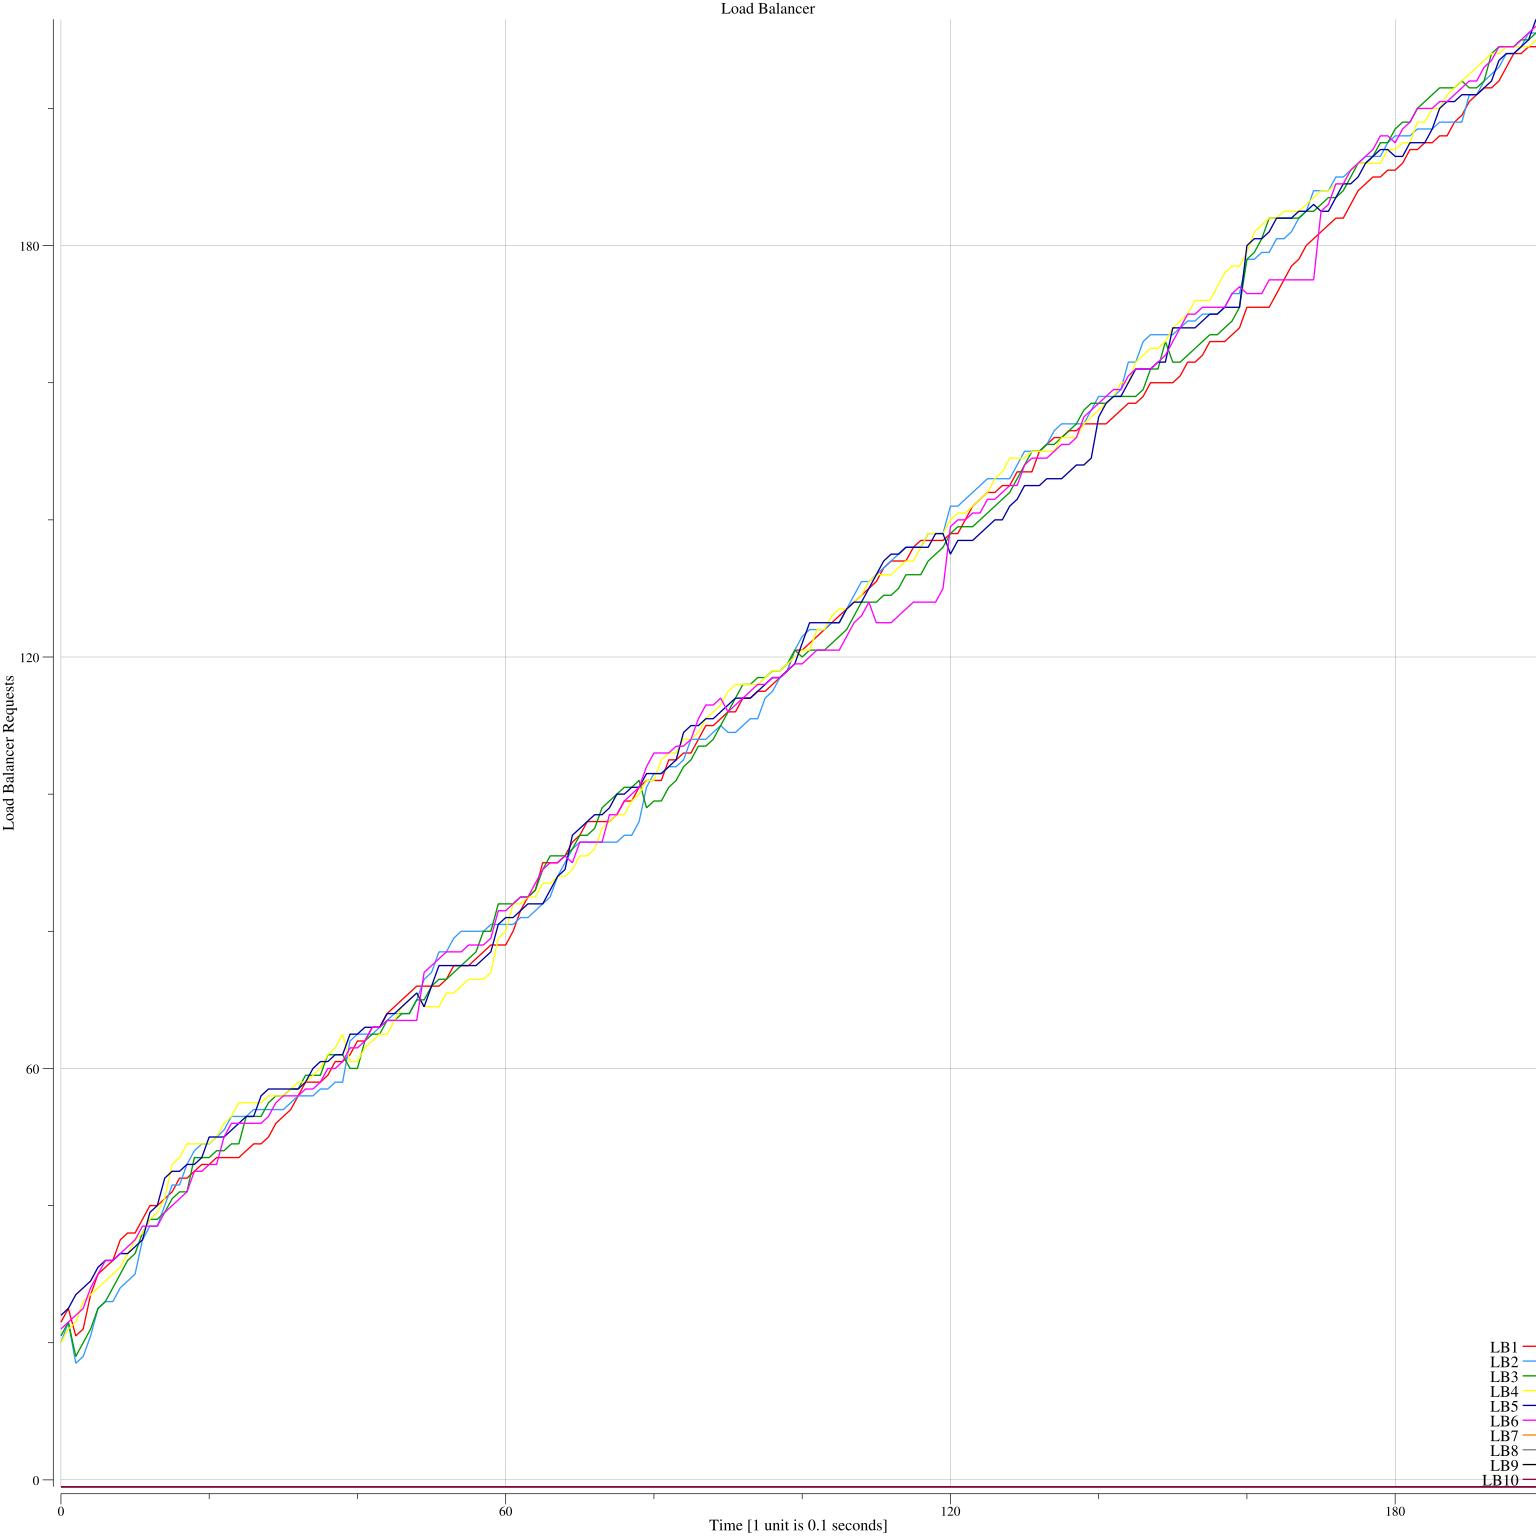 Load Balancer
Load Balancer Requests
180
120
60
0
0 60 120 180
Time [1 unit is 0.1 seconds]
LB1
LB2
LB3
LB4
LB5
LB6
LB7
LB8
LB9
LB10